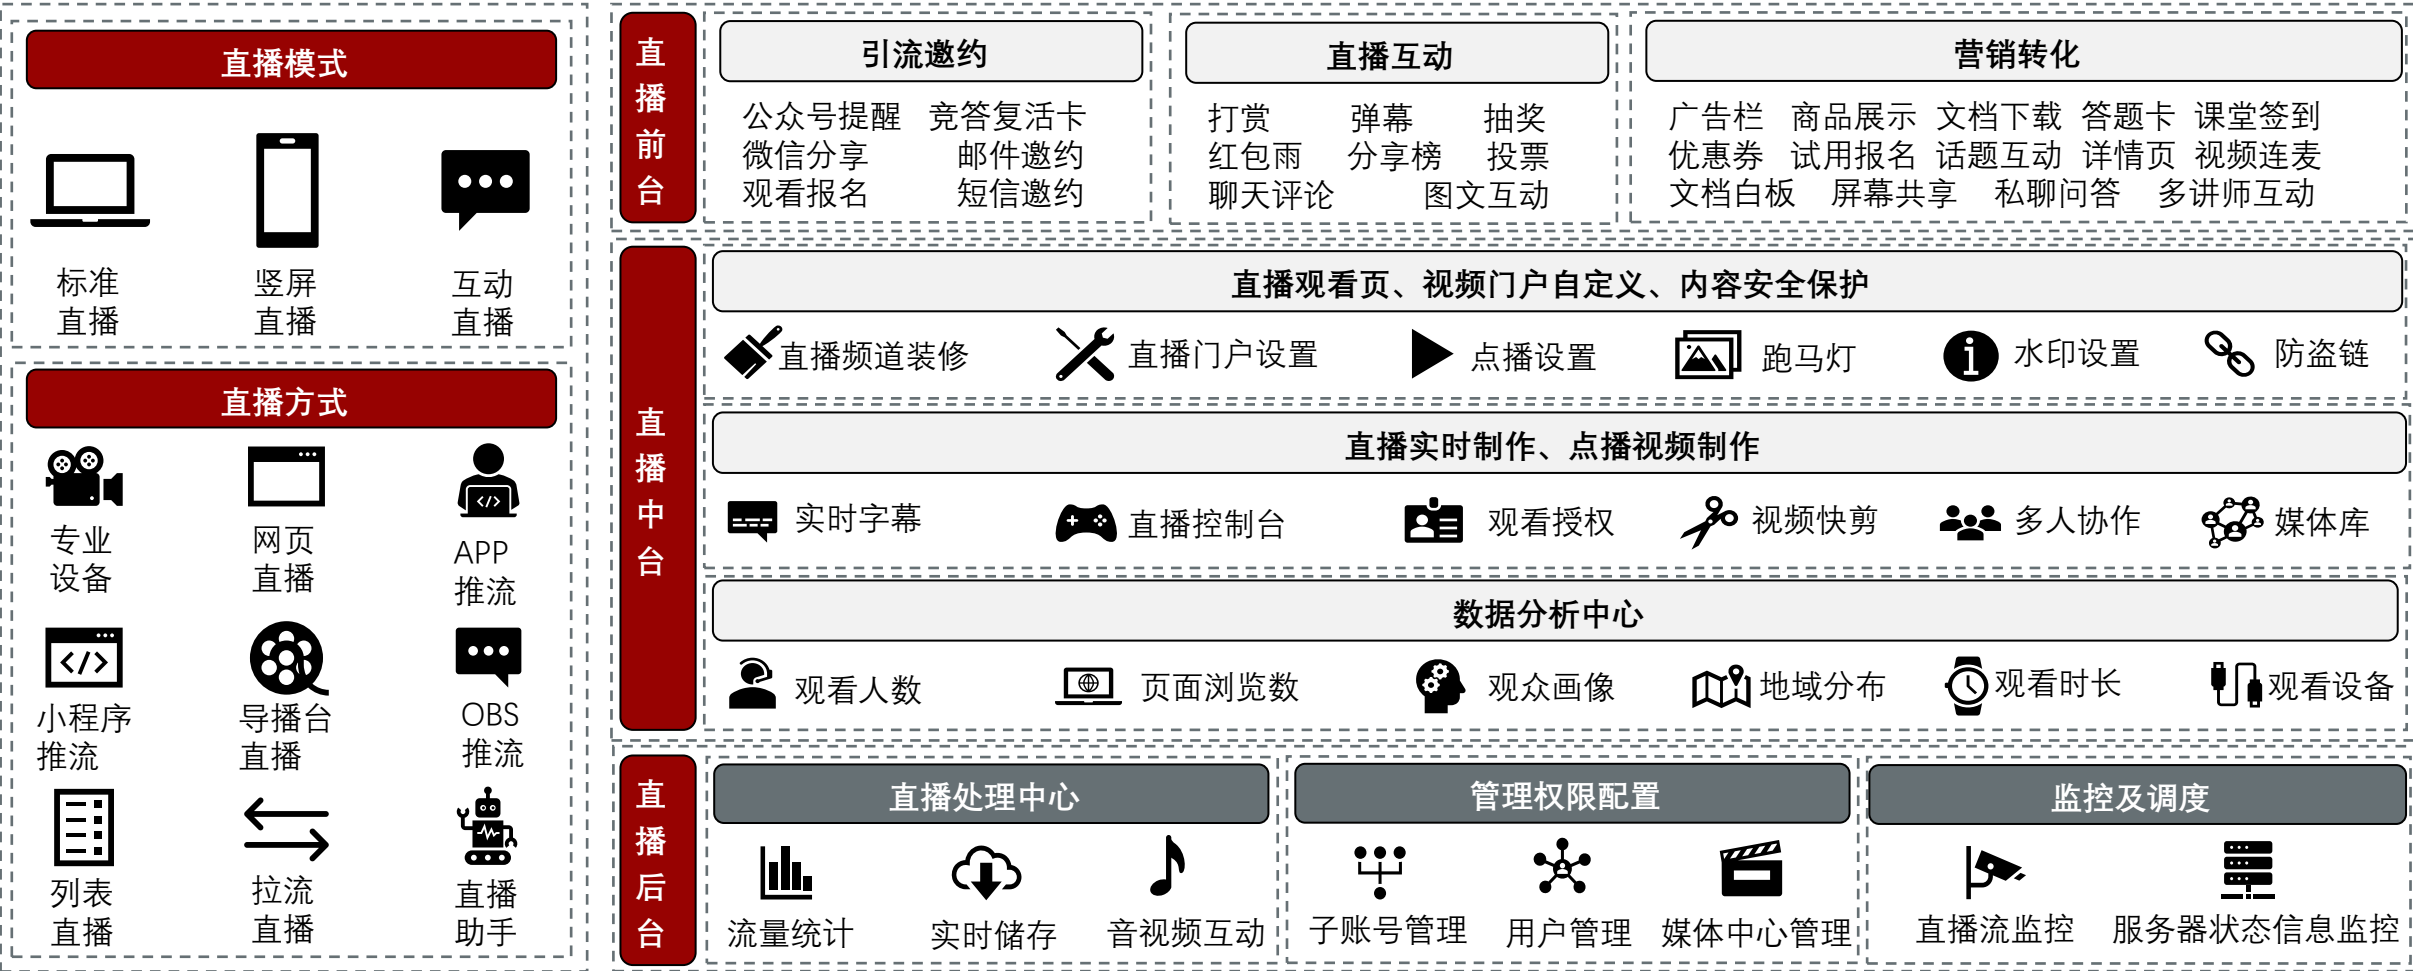 直播模式
标准
直播
竖屏
直播
互动
直播
直播方式
专业
设备
网页
直播
APP
推流
小程序
推流
导播台
直播
OBS
推流
列表
直播
拉流
直播
直播
助手
直播前台
引流邀约
公众号提醒 竞答复活卡
微信分享 邮件邀约
观看报名 短信邀约
直播互动
打赏 弹幕 抽奖
红包雨 分享榜 投票
聊天评论 图文互动
营销转化
广告栏 商品展示 文档下载 答题卡 课堂签到
优惠券 试用报名 话题互动 详情页 视频连麦
文档白板 屏幕共享 私聊问答 多讲师互动
直播中台
直播观看页、视频门户自定义、内容安全保护
直播频道装修 直播门户设置 点播设置 跑马灯 水印设置 防盗链
直播实时制作、点播视频制作
实时字幕 直播控制台 观看授权 视频快剪 多人协作 媒体库
数据分析中心
观看人数 页面浏览数 观众画像 地域分布 观看时长 观看设备
直播后台
直播处理中心
流量统计 实时储存 音视频互动
管理权限配置
子账号管理 用户管理 媒体中心管理
监控及调度
直播流监控 服务器状态信息监控